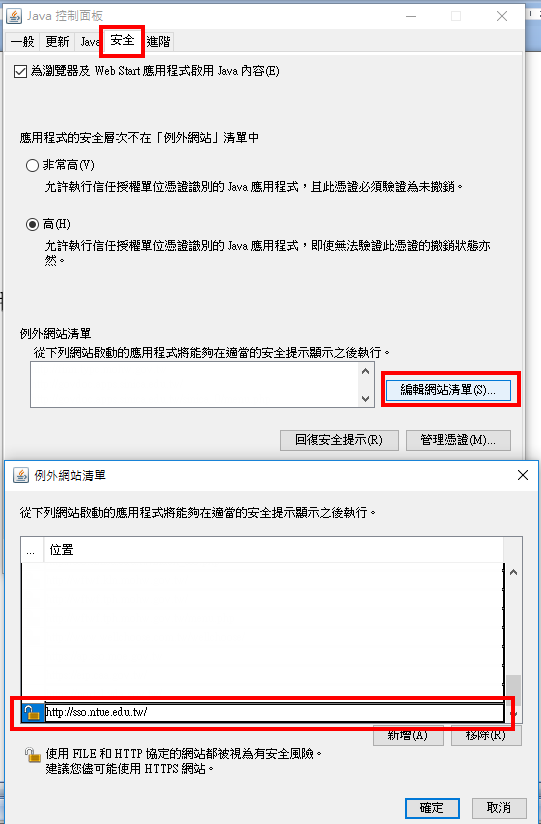 Java 控制面板
一般 更新 Java 安全 進階
為瀏覽器及 Web Start 應用程式啟用 Java 內容(E)
應用程式的安全層次不在「例外網站」清單中
非常高(V)
允許執行信任授權單位憑證識別的 Java 應用程式，且此憑證必須驗證為未撤銷。
高(H)
允許執行信任授權單位憑證識別的 Java 應用程式，即使無法驗證此憑證的撤銷狀態亦
然。
例外網站清單
從下列網站啟動的應用程式將能夠在適當的安全提示顯示之後執行。
編輯網站清單(S)...
回復安全提示(R) 管理憑證(M)...
例外網站清單
從下列網站啟動的應用程式將能夠在適當的安全提示顯示之後執行。
... 位置
http://sso.ntue.edu.tw/
新增(A) 移除(R)
使用 FILE 和 HTTP 協定的網站都被視為有安全風險。
建議您儘可能使用 HTTPS 網站。
確定 取消